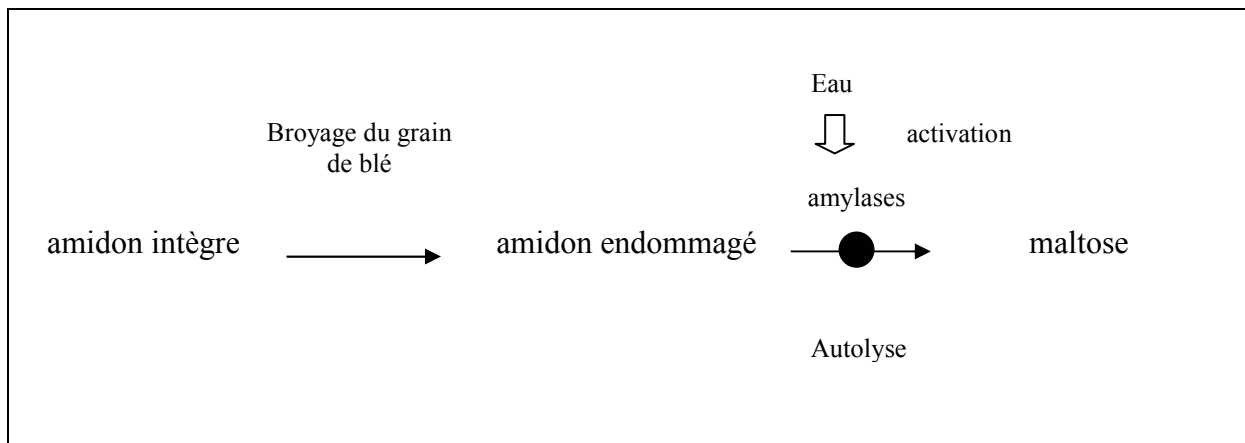 Eau
Broyage du grain
de blé
activation
amylases
amidon intègre
amidon endommagé
maltose
Autolyse